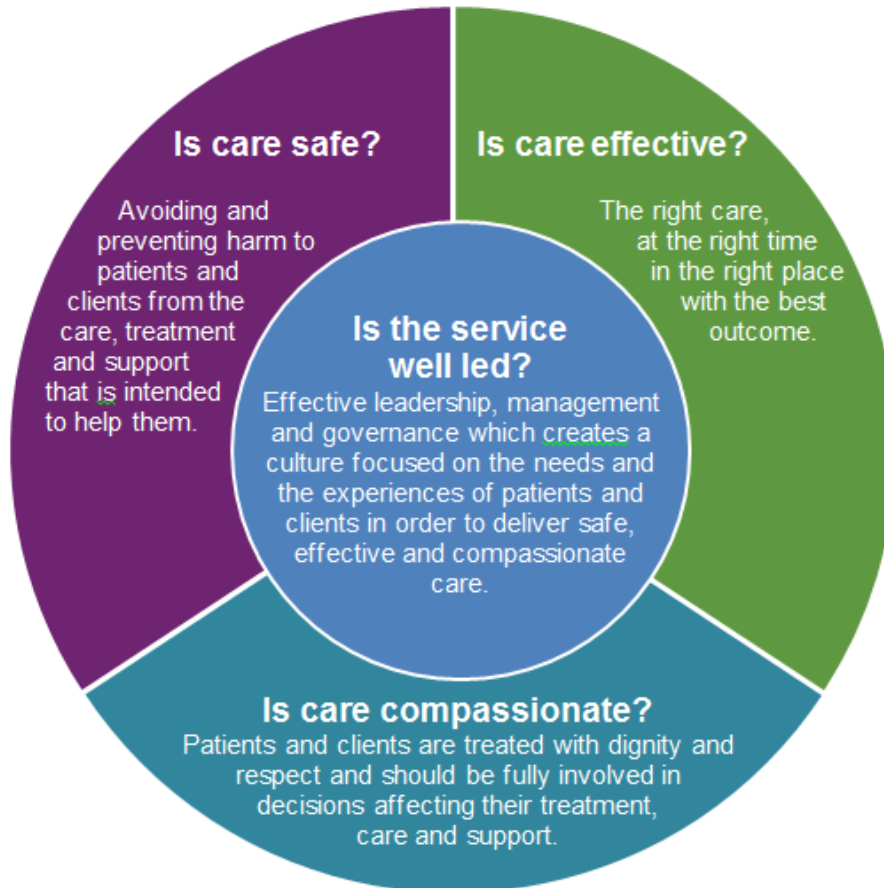 Is care safe?
Avoiding and
preventing harm to
patients and
clients from the
care, treatment
and support
that is intended
to help them.
Is care effective?
The right care,
at the right time
in the right place
with the best
outcome.
Is the service
well led?
Effective leadership, management
and governance which creates a
culture focused on the needs and
the experiences of patients and
clients in order to deliver safe,
effective and compassionate
care.
Is care compassionate?
Patients and clients are treated with dignity and
respect and should be fully involved in
decisions affecting their treatment,
care and support.